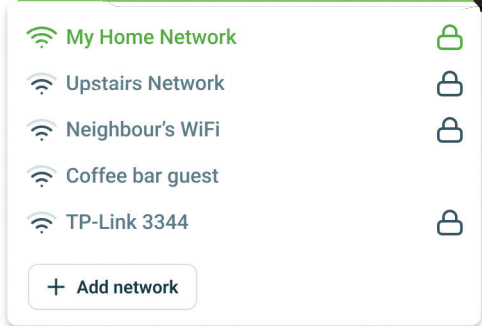 My Home Network
Upstairs Network
Neighbour’s WiFi
Coffee bar guest
TP-Link 3344
+ Add network